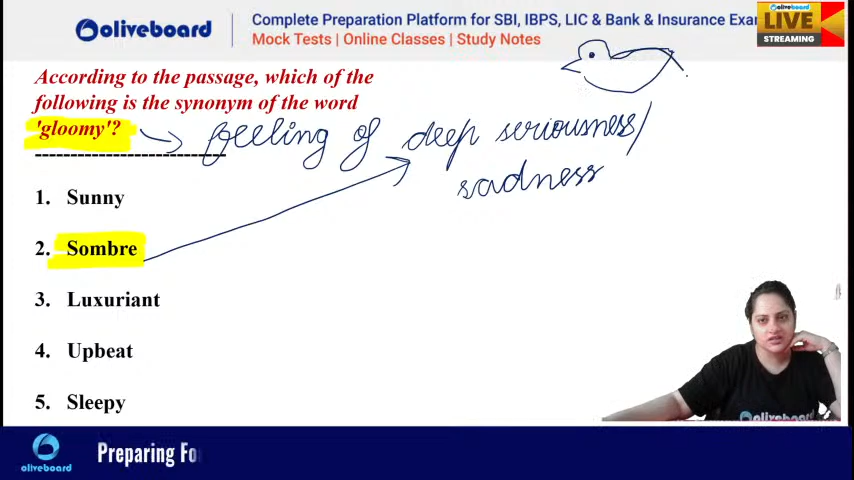 oliveboard
Complete Preparation Platform for SBI, IBPS, LIC & Bank & Insurance Exa
Mock Tests | Online Classes | Study Notes
oliveboard
LIVE
STREAMING
According to the passage, which of the
following is the synonym of the word
'gloomy'?
feeling of deep seriousness/
sadness
1. Sunny
2. Sombre
3. Luxuriant
4. Upbeat
5. Sleepy
oliveboard
oliveboard
Preparing Fo